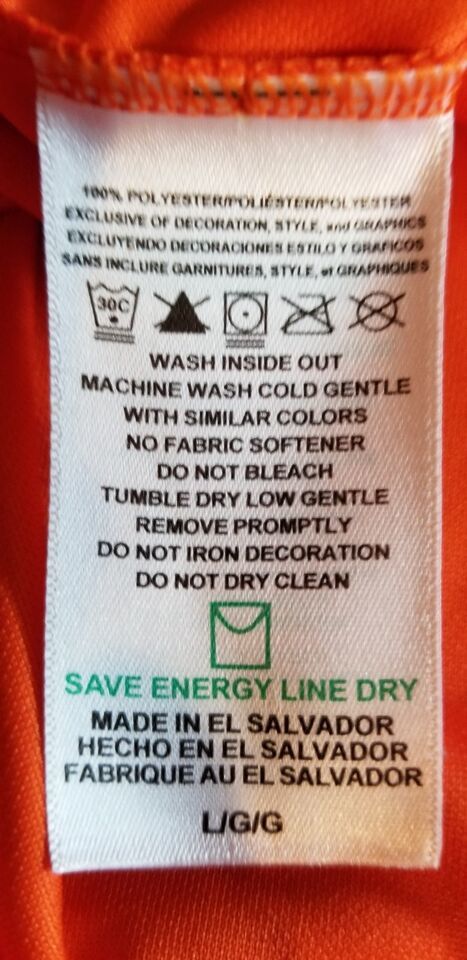 100% POLYESTER/POLIÉSTER/POLYESTER
EXCLUSIVE OF DECORATION, STYLE, and GRAPHICS
EXCLUYENDO DECORACIONES ESTILO Y GRAFICOS
SANS INCLURE GARNITURES, STYLE, et GRAPHIQUES
30C
WASH INSIDE OUT
MACHINE WASH COLD GENTLE
WITH SIMILAR COLORS
NO FABRIC SOFTENER
DO NOT BLEACH
TUMBLE DRY LOW GENTLE
REMOVE PROMPTLY
DO NOT IRON DECORATION
DO NOT DRY CLEAN
SAVE ENERGY LINE DRY
MADE IN EL SALVADOR
HECHO EN EL SALVADOR
FABRIQUE AU EL SALVADOR
L/G/G